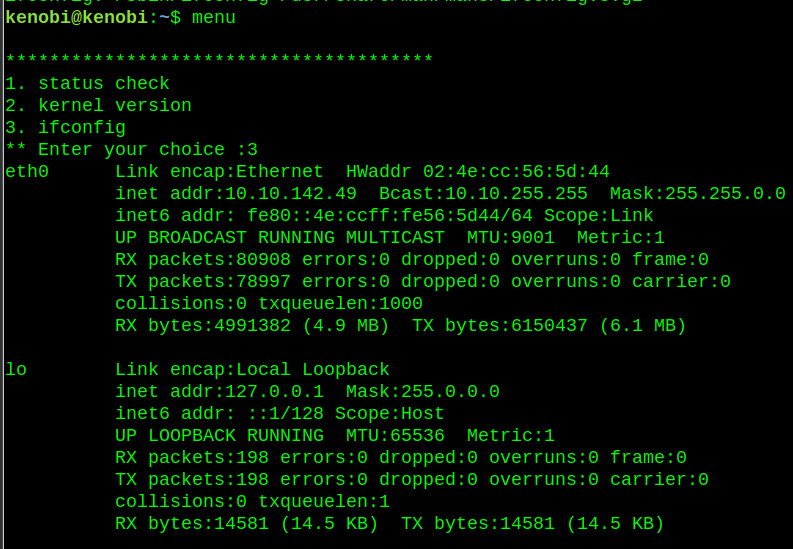 kenobi@kenobi:~$ menu
***************************************
1. status check
2. kernel version
3. ifconfig
** Enter your choice :3
eth0      Link encap:Ethernet  HWaddr 02:4e:cc:56:5d:44
          inet addr:10.10.142.49  Bcast:10.10.255.255  Mask:255.255.0.0
          inet6 addr: fe80::4e:ccff:fe56:5d44/64 Scope:Link
          UP BROADCAST RUNNING MULTICAST  MTU:9001  Metric:1
          RX packets:80908 errors:0 dropped:0 overruns:0 frame:0
          TX packets:78997 errors:0 dropped:0 overruns:0 carrier:0
          collisions:0 txqueuelen:1000
          RX bytes:4991382 (4.9 MB)  TX bytes:6150437 (6.1 MB)
lo        Link encap:Local Loopback
          inet addr:127.0.0.1  Mask:255.0.0.0
          inet6 addr: ::1/128 Scope:Host
          UP LOOPBACK RUNNING  MTU:65536  Metric:1
          RX packets:198 errors:0 dropped:0 overruns:0 frame:0
          TX packets:198 errors:0 dropped:0 overruns:0 carrier:0
          collisions:0 txqueuelen:1
          RX bytes:14581 (14.5 KB)  TX bytes:14581 (14.5 KB)